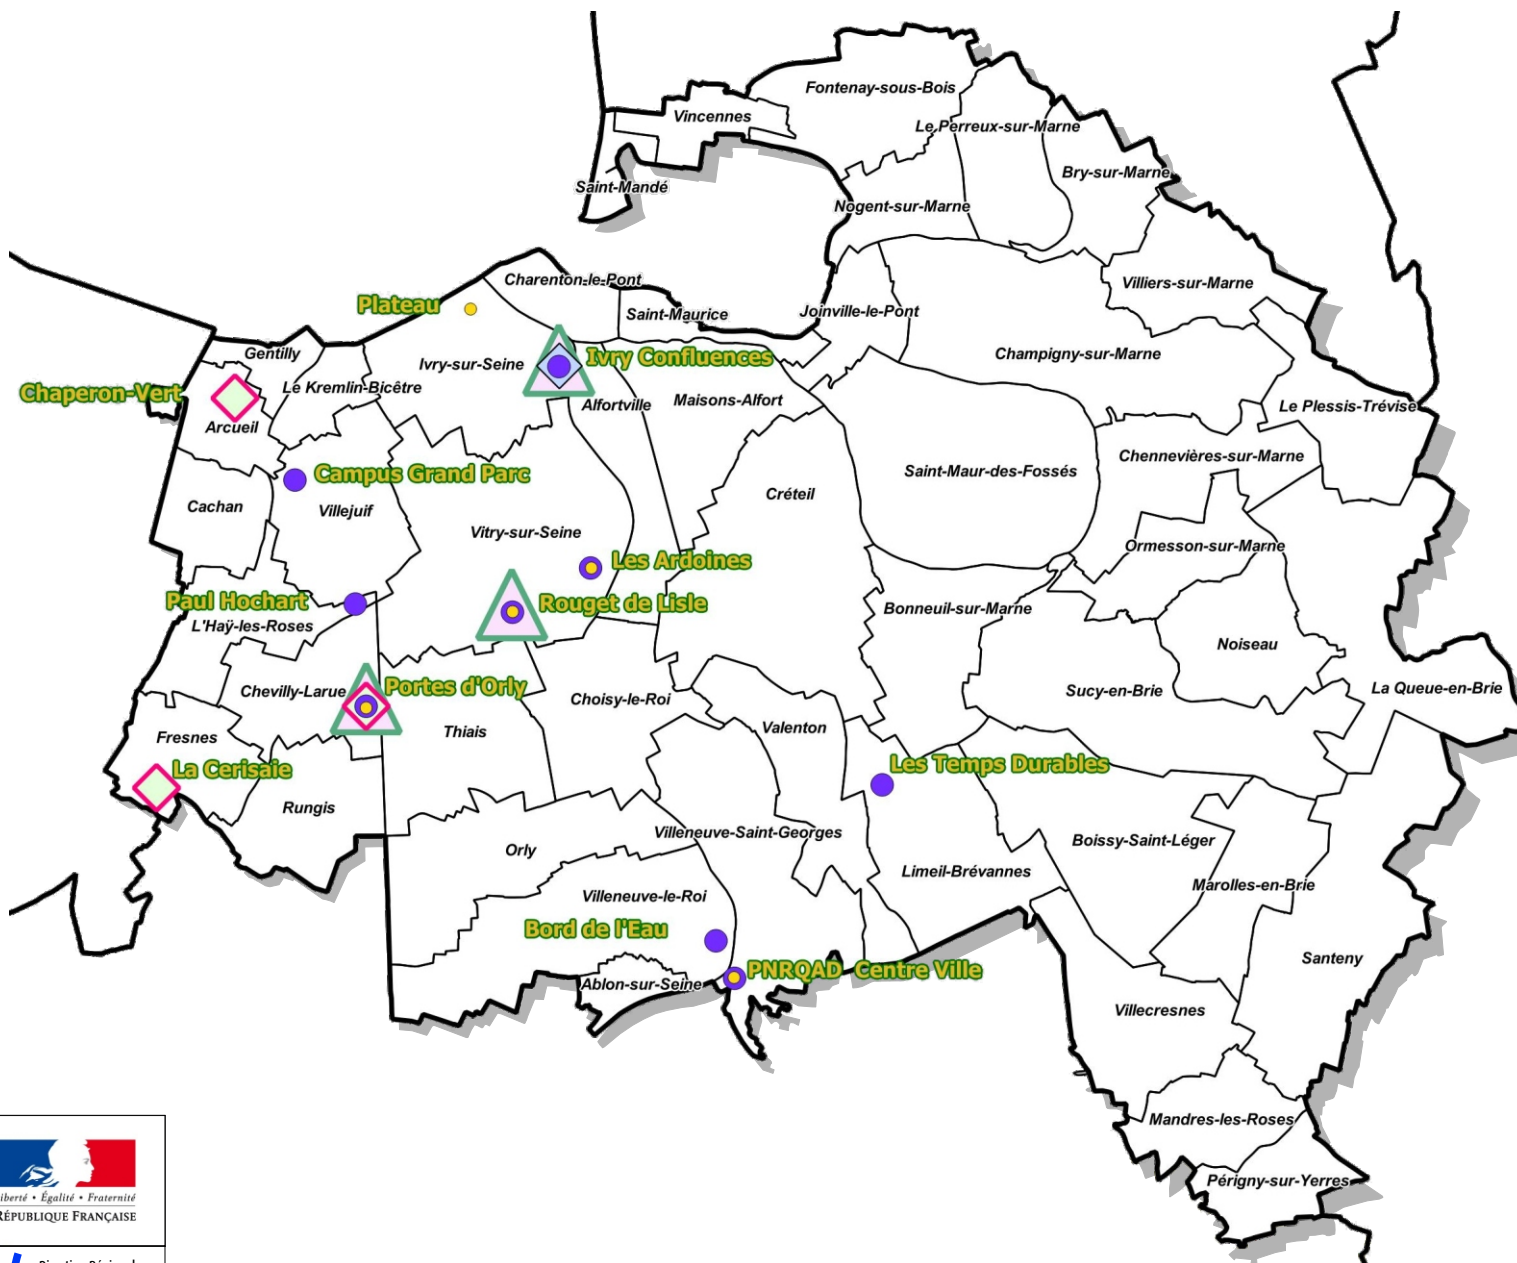 Fontenay-sous-Bois
Vincennes
Le Perreux-sur-Marne
Bry-sur-Marne
Saint-Mandé
Nogent-sur-Marne
Charenton-le-Pont
Villiers-sur-Marne
Plateau
Saint-Maurice
Joinville-le-Pont
Gentilly
Ivry-sur-Seine
Ivry Confluences
Champigny-sur-Marne
Chaperon-Vert
Le Kremlin-Bicêtre
Alfortville
Maisons-Alfort
Le Plessis-Trévise
Arcueil
Chennevières-sur-Marne
Campus Grand Parc
Saint-Maur-des-Fossés
Créteil
Cachan
Villejuif
Vitry-sur-Seine
Ormesson-sur-Marne
Les Ardoines
Paul Hochart
Rouget de Lisle
Bonneuil-sur-Marne
L'Haÿ-les-Roses
Noiseau
Chevilly-Larue
Portes d'Orly
Choisy-le-Roi
Sucy-en-Brie
La Queue-en-Brie
Fresnes
Thiais
Valenton
La Cerisaie
Les Temps Durables
Rungis
Villeneuve-Saint-Georges
Orly
Boissy-Saint-Léger
Limeil-Brévannes
Marolles-en-Brie
Villeneuve-le-Roi
Bord de l'Eau
Santeny
PNRQAD Centre Ville
Ablon-sur-Seine
Villecresnes
Mandres-les-Roses
Périgny-sur-Yerres
iberté • Égalité • Fraternité
RÉPUBLIQUE FRANÇAISE